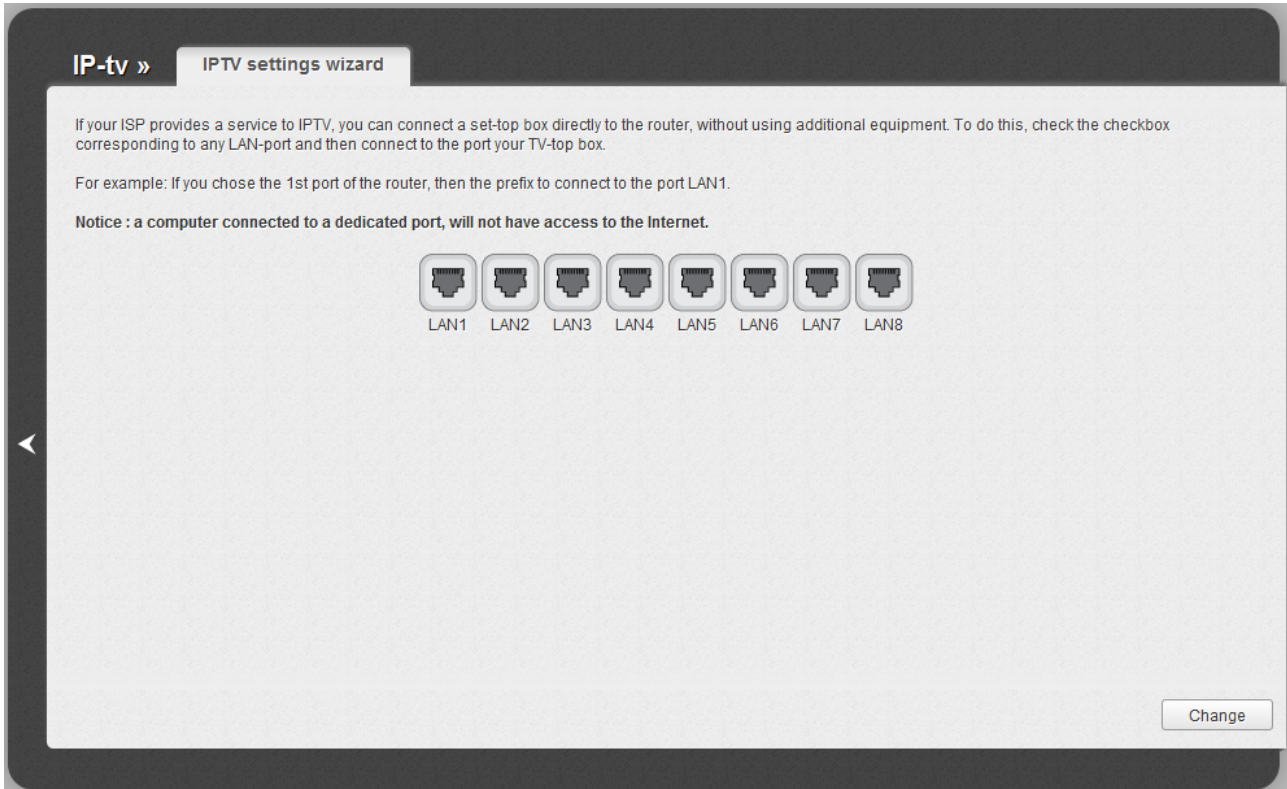 IP-tv »
IPTV settings wizard
If your ISP provides a service to IPTV, you can connect a set-top box directly to the router, without using additional equipment. To do this, check the checkbox
corresponding to any LAN-port and then connect to the port your TV-top box.
For example: If you chose the 1st port of the router, then the prefix to connect to the port LAN1.
Notice : a computer connected to a dedicated port, will not have access to the Internet.
LAN1 LAN2 LAN3 LAN4 LAN5 LAN6 LAN7 LAN8
Change